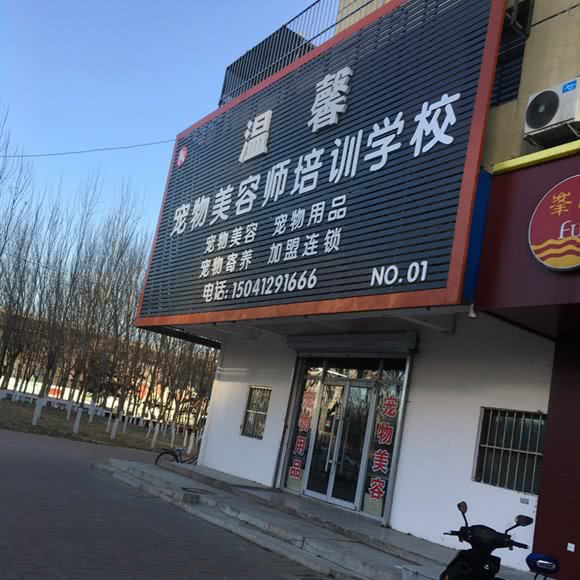 温馨
宠物美容师培训学校
宠物美容 宠物用品
宠物寄养 加盟连锁
电话:15041291666 NO.01
宠物用品
宠物美容
fu